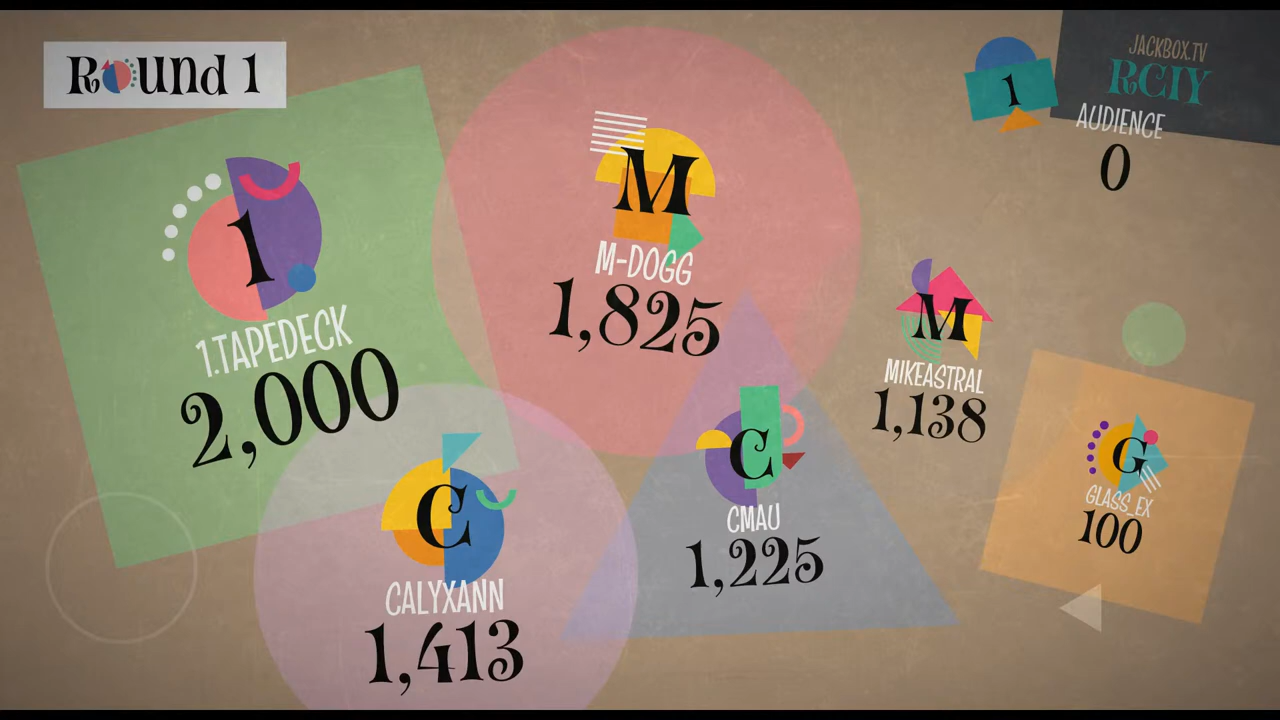 Round 1
1
1.TAPEDECK
2,000
M
M-DOGG
1,825
JACKBOX.TV
RCIY
1
AUDIENCE
0
M
MIKEASTRAL
1,138
C
CALYXANN
1,413
C
CMAU
1,225
G
GLASS_EX
100